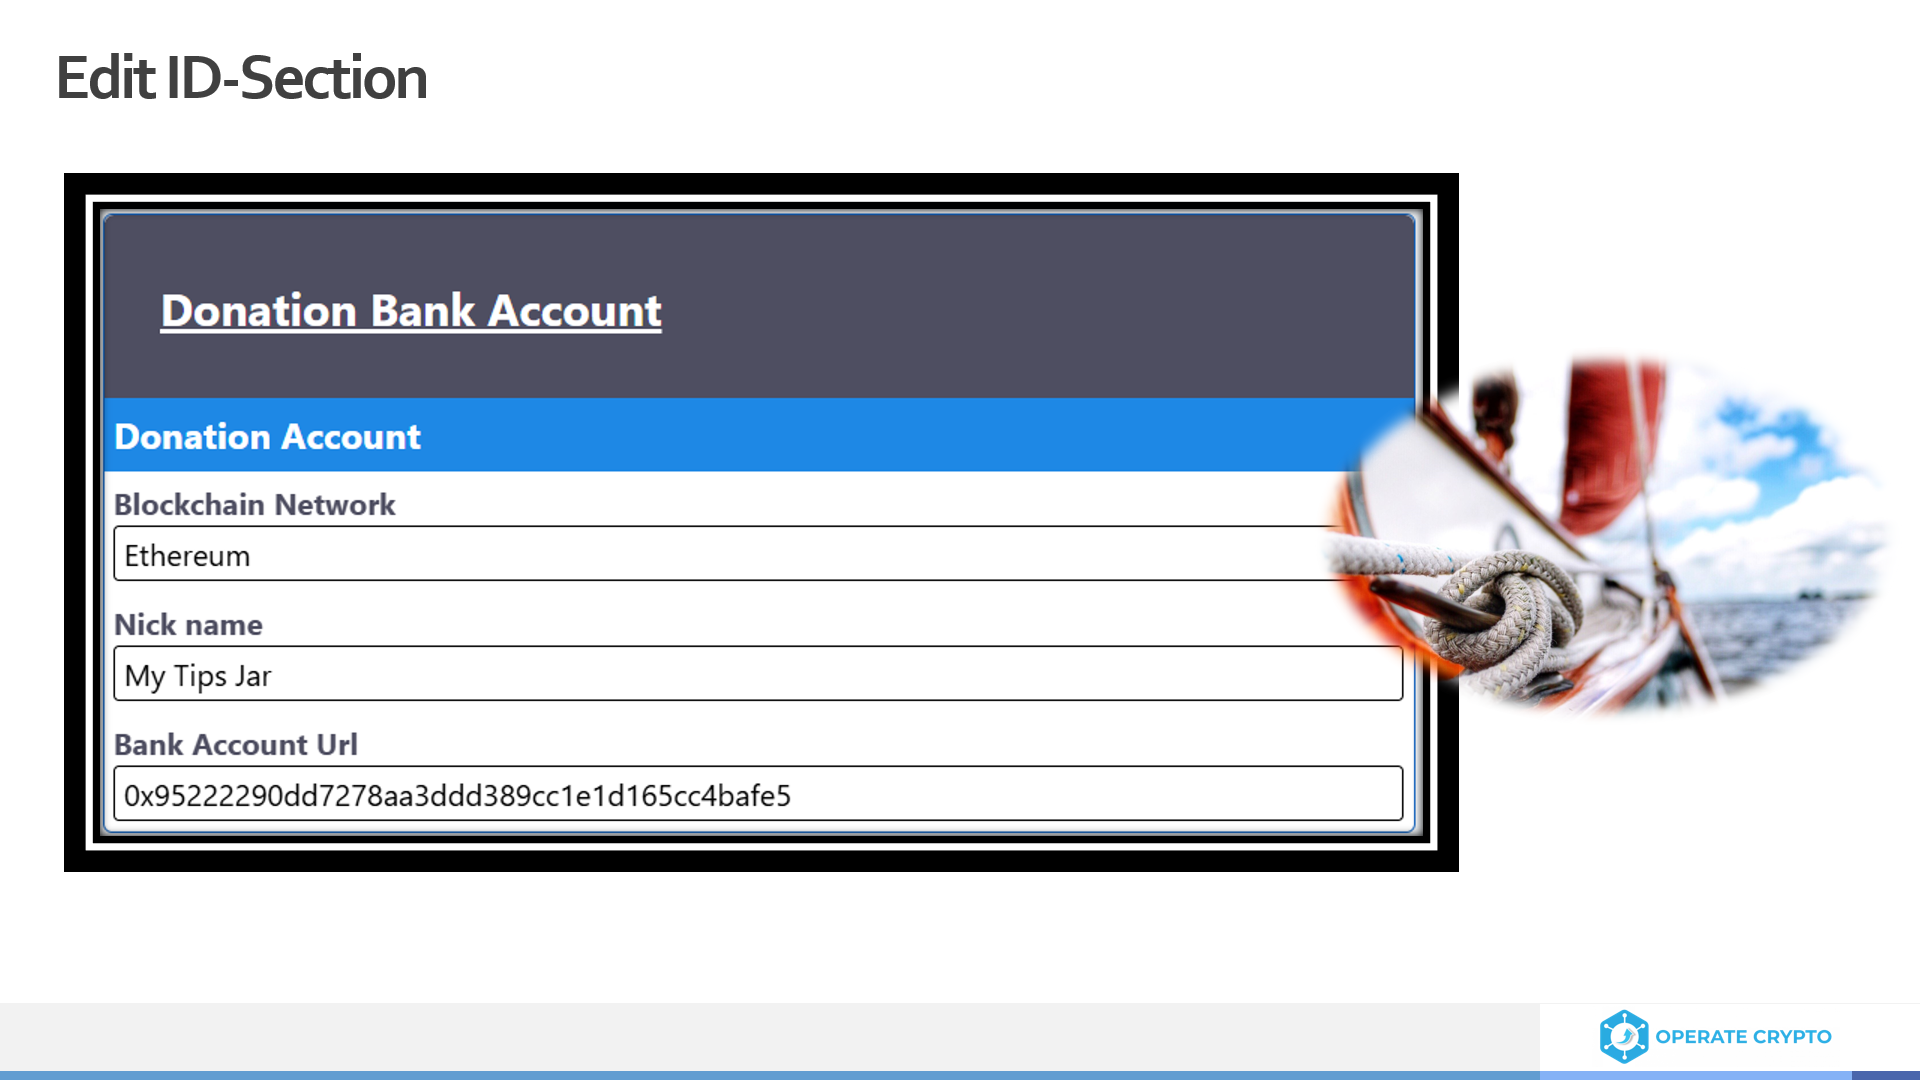 Edit ID-Section
Donation Bank Account
Donation Account
Blockchain Network
Ethereum
Nick name
My Tips Jar
Bank Account Url
0x95222290dd7278aa3ddd389cc1e1d165cc4bafe5
OPERATE CRYPTO